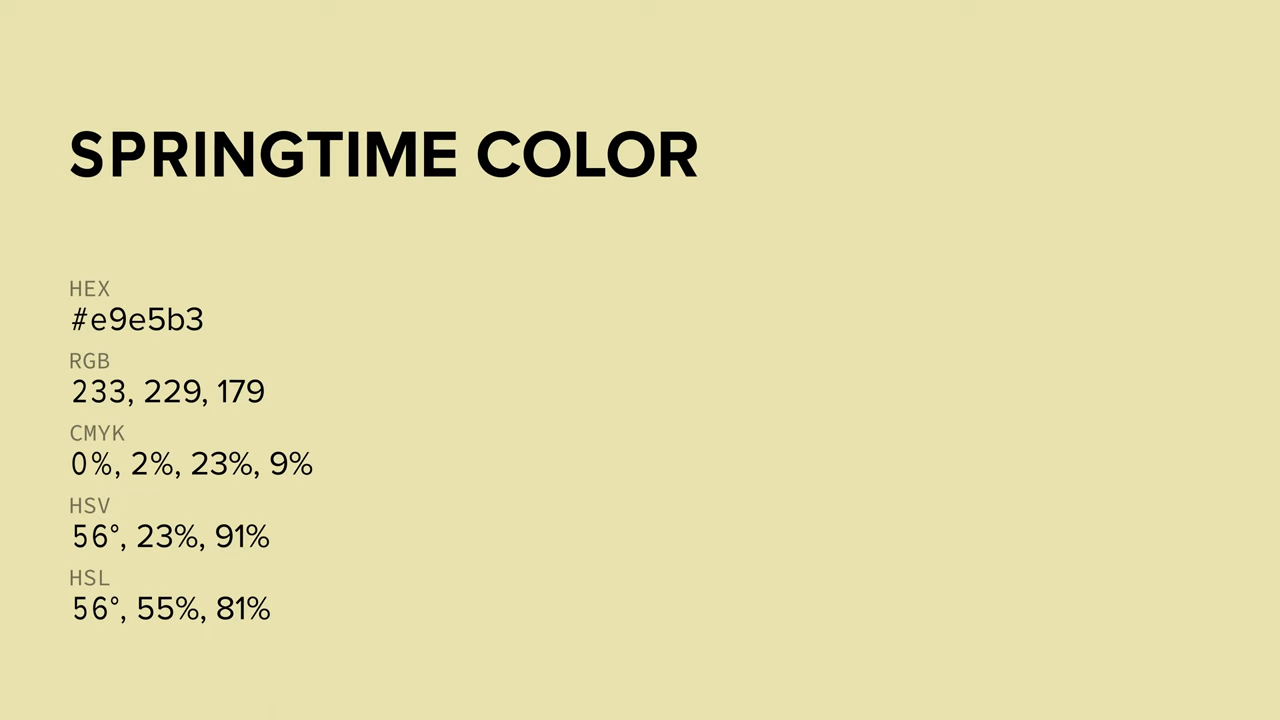 SPRINGTIME COLOR
HEX
#e9e5b3
RGB
233, 229, 179
CMYK
0%, 2%, 23%, 9%
HSV
56°, 23%, 91%
HSL
56°, 55%, 81%